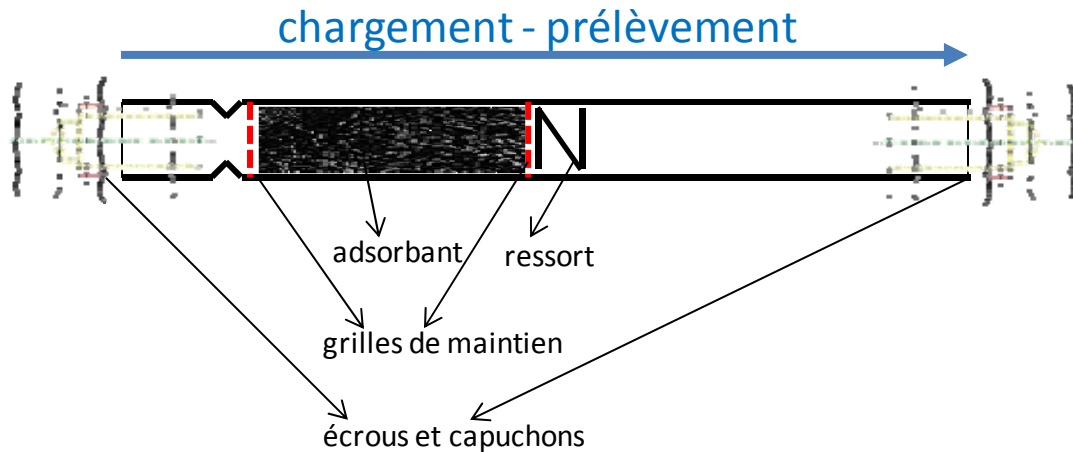 chargement - prélèvement
adsorbant
ressort
grilles de maintien
écrous et capuchons